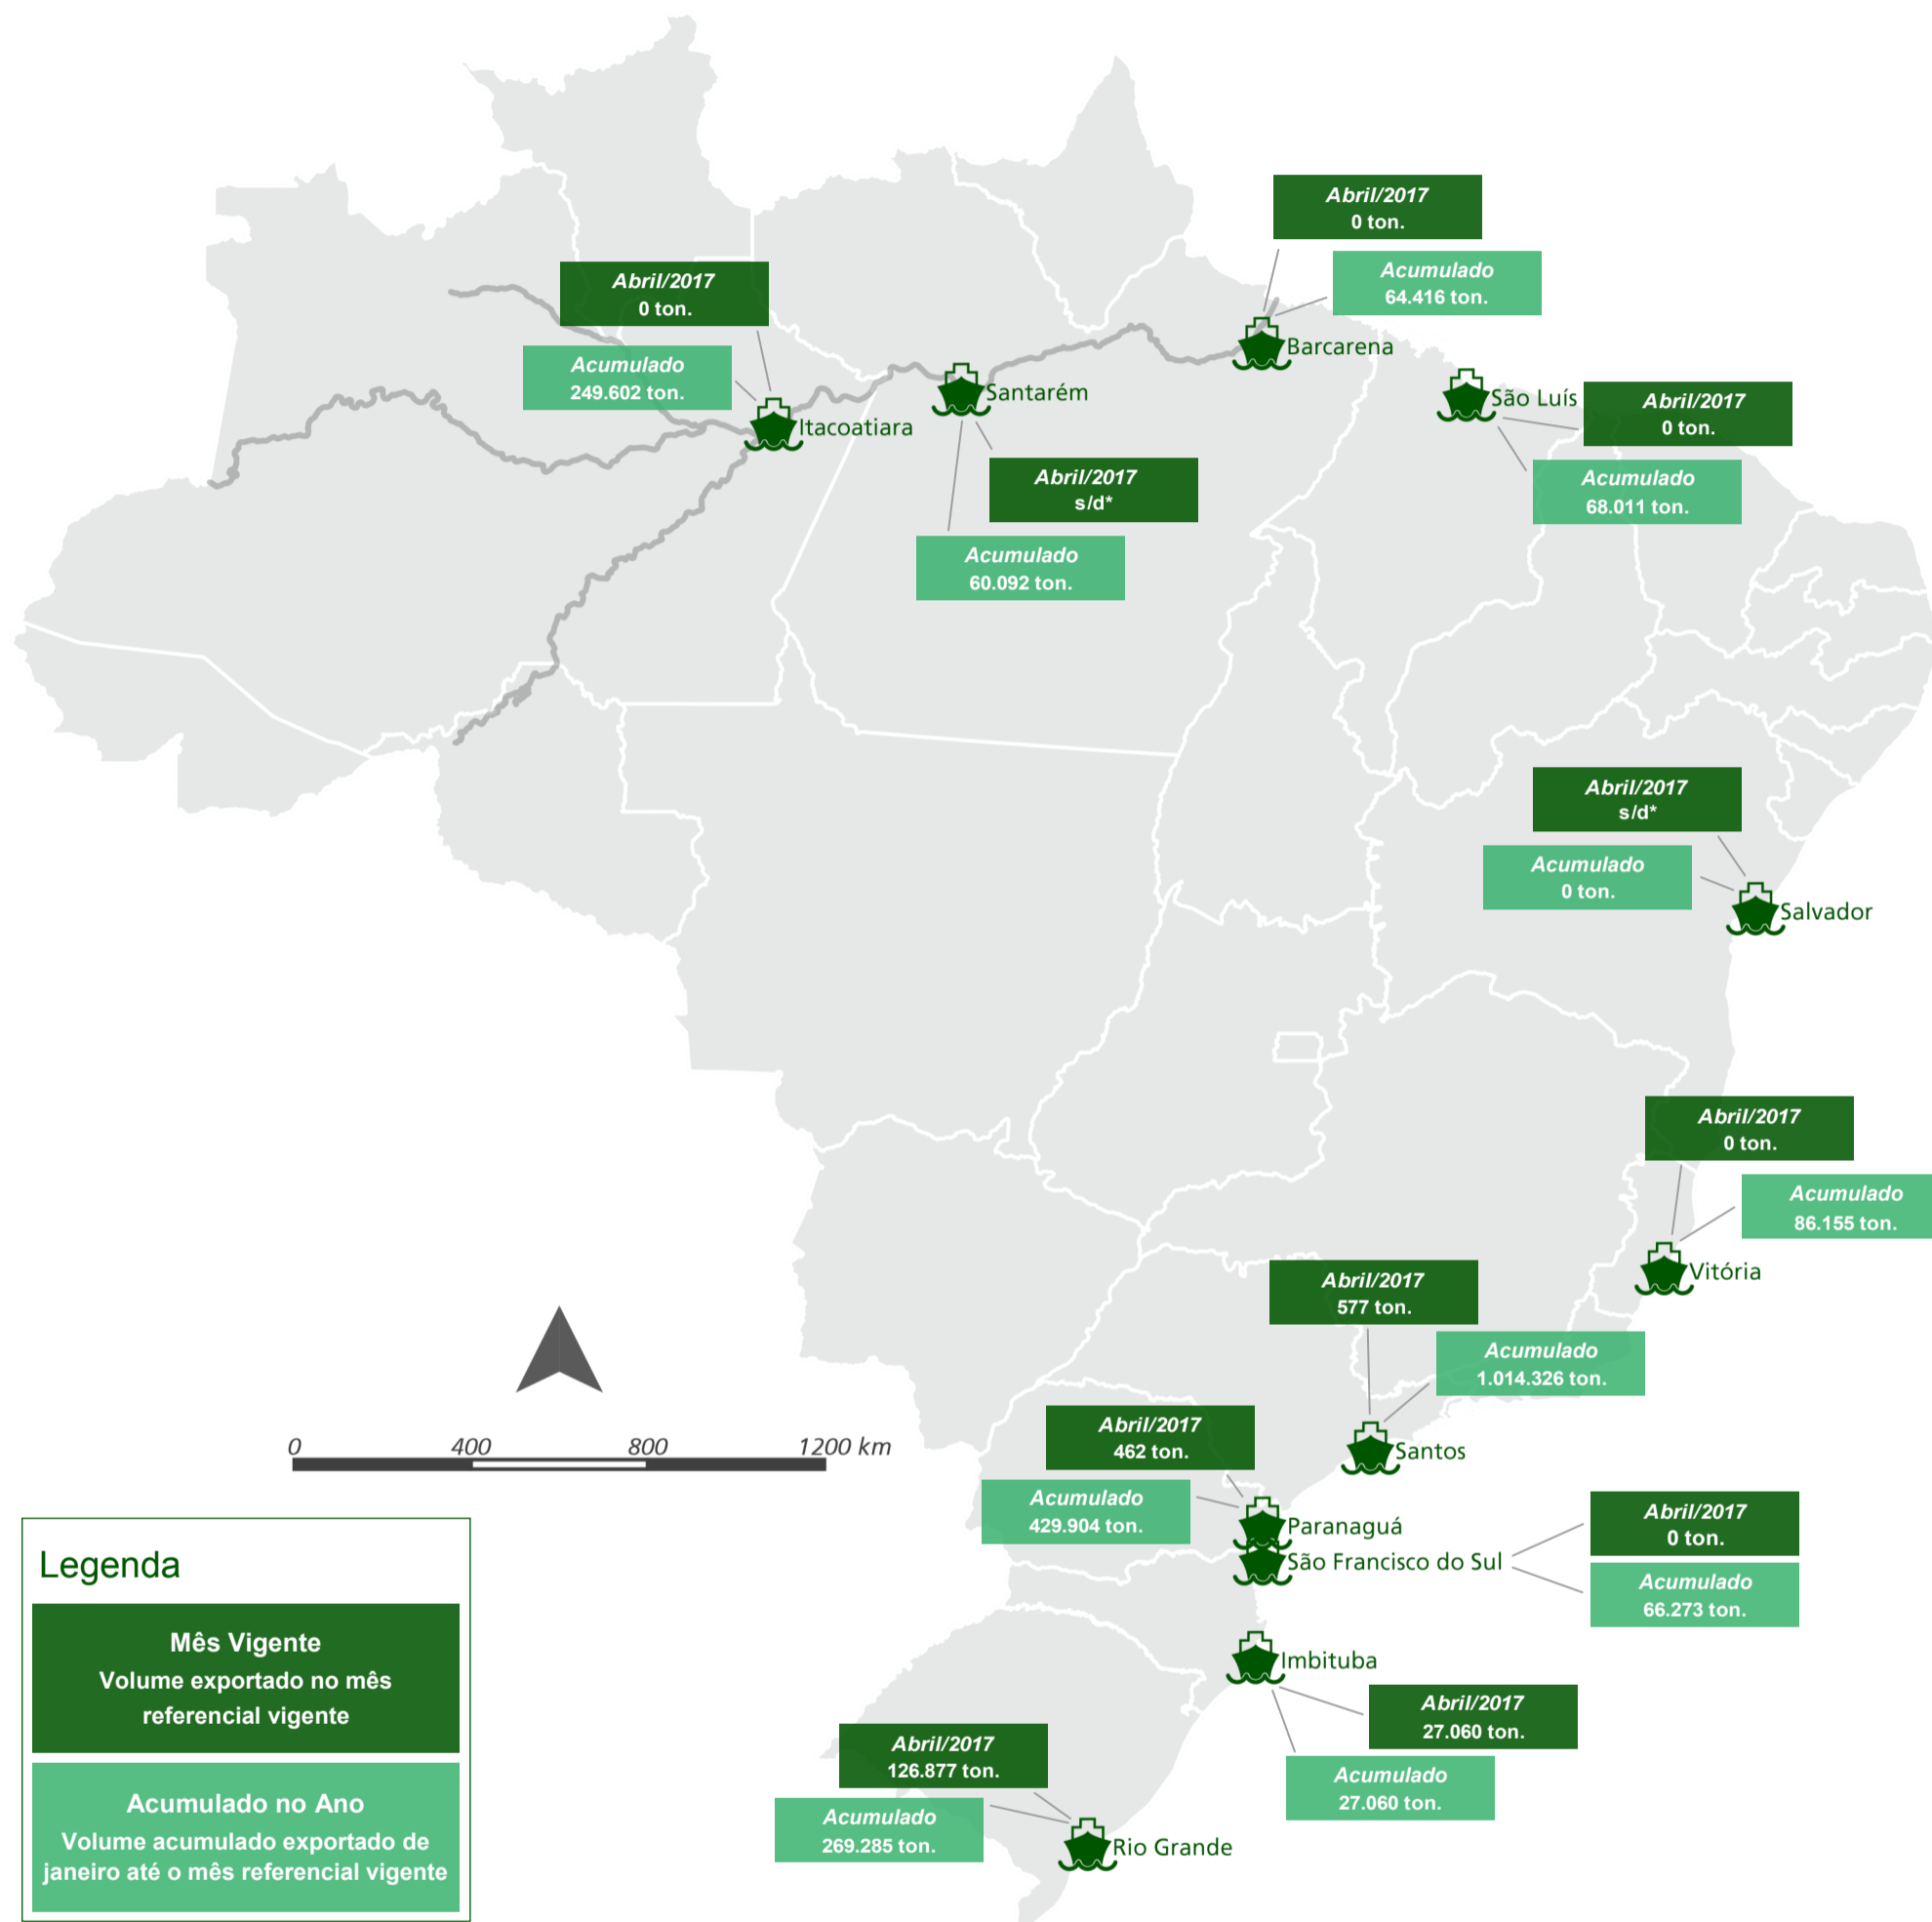 Abril/2017
0 ton.
Acumulado
64.416 ton.
Barcarena
Abril/2017
0 ton.
Acumulado
249.602 ton.
Itacoatiara
Santarém
Abril/2017
s/d*
Acumulado
60.092 ton.
São Luís
Abril/2017
0 ton.
Acumulado
68.011 ton.
Abril/2017
s/d*
Acumulado
0 ton.
Salvador
Abril/2017
0 ton.
Acumulado
86.155 ton.
Vitória
Abril/2017
577 ton.
Acumulado
1.014.326 ton.
Santos
Abril/2017
462 ton.
Acumulado
429.904 ton.
Paranaguá
São Francisco do Sul
Abril/2017
0 ton.
Acumulado
66.273 ton.
Imbituba
Abril/2017
27.060 ton.
Acumulado
27.060 ton.
Abril/2017
126.877 ton.
Acumulado
269.285 ton.
Rio Grande
0 400 800 1200 km
Legenda
Mês Vigente
Volume exportado no mês
referencial vigente
Acumulado no Ano
Volume acumulado exportado de
janeiro até o mês referencial vigente